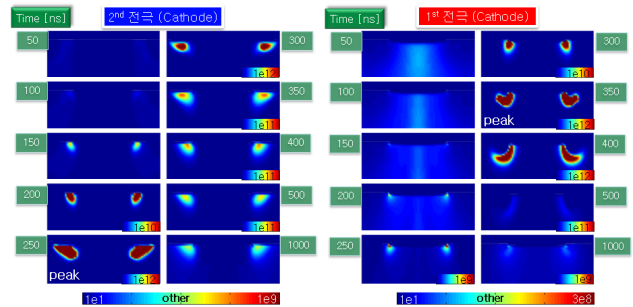 Time [ns]
2nd 전극 (Cathode)
50
300
1e12
100
350
1e11
150
400
1e11
200
500
1e10
1e11
250
1000
peak
1e12
1e1
other
1e9
Time [ns]
1st 전극 (Cathode)
50
300
1e10
100
350
peak
1e12
150
400
1e12
200
500
1e11
250
1000
1e9
1e9
1e1
other
3e8